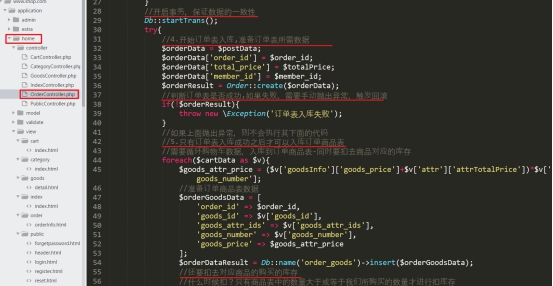 www.shop.com
application
admin
extra
home
controller
CartController.php
CategoryController.php
GoodsController.php
IndexController.php
OrderController.php
PublicController.php
model
validate
view
cart
index.html
category
index.html
goods
detail.html
index
index.html
order
orderInfo.html
public
forgetpassword.html
header.html
login.html
register.html
reset.html
27 }
28 //开启事务, 保证数据的一致性
29 Db::startTrans();
30 try{
31 //4.开始订单表入库,准备订单表所需数据
32 $orderData = $postData;
33 $orderData['order_id'] = $order_id;
34 $orderData['total_price'] = $totalPrice;
35 $orderData['member_id'] = $member_id;
36 $orderResult = Order::create($orderData);
37 //判断订单表是否成功;如果失败, 需要手动抛出异常, 触发回滚
38 if(!$orderResult){
39 throw new \Exception('订单表入库失败');
40 }
41 //如果上面抛出异常, 则不会执行其下面的代码
42 //5.只有订单表入库成功之后才可以入库订单商品表
43 //需要循环购物车数据, 入库到订单商品表-同时要扣去商品对应的库存
44 foreach($cartData as $v){
45 $goods_attr_price = ($v['goodsInfo']['goods_price']+$v['attr']['attrTotalPrice'])*$v['
goods_number'];
46 //准备订单商品表数据
47 $orderGoodsData = [
48 'order_id' => $order_id,
49 'goods_id' => $v['goods_id'],
50 'goods_attr_ids' => $v['goods_attr_ids'],
51 'goods_number' => $v['goods_number'],
52 'goods_price' => $goods_attr_price
53 ];
54 $orderDataResult = Db::name('order_goods')->insert($orderGoodsData);
55 //还要扣去对应商品的购买的库存
56 //什么时候扣?只有商品表中的数量大于或等于我们所购买的数量才进行扣库存